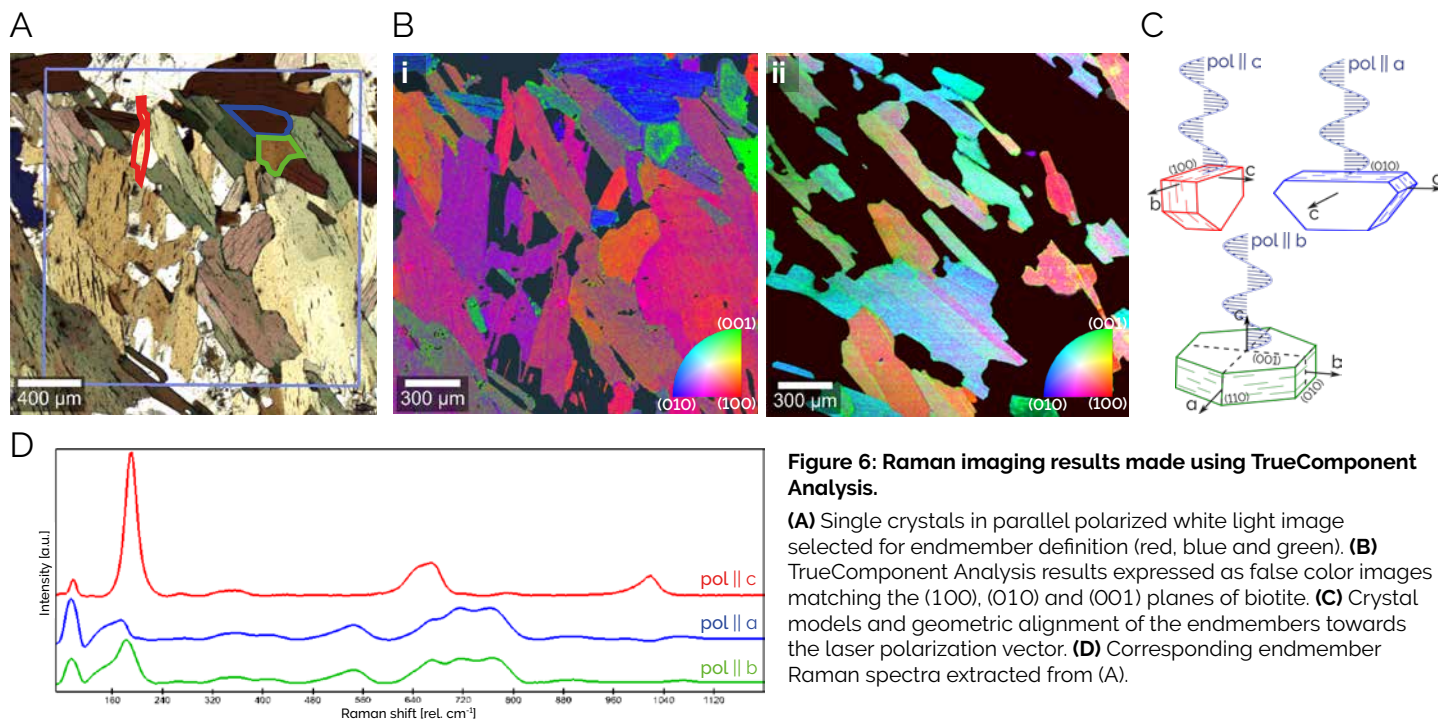 A
B
C
i
ii
400 µm
300 µm
(001)
(010)
(100)
300 µm
(001)
(010)
(100)
pol || c
pol || a
(100)
c
b
(010)
c
pol || b
c
(001)
b
a
(110)
(010)
D
Intensity [a.u.]
pol || c
pol || a
pol || b
160 240 320 400 480 560 640 720 800 880 960 1040 1120
Raman shift [rel. cm⁻¹]
Figure 6: Raman imaging results made using TrueComponent
Analysis.
(A) Single crystals in parallel polarized white light image
selected for endmember definition (red, blue and green). (B)
TrueComponent Analysis results expressed as false color images
matching the (100), (010) and (001) planes of biotite. (C) Crystal
models and geometric alignment of the endmembers towards
the laser polarization vector. (D) Corresponding endmember
Raman spectra extracted from (A).